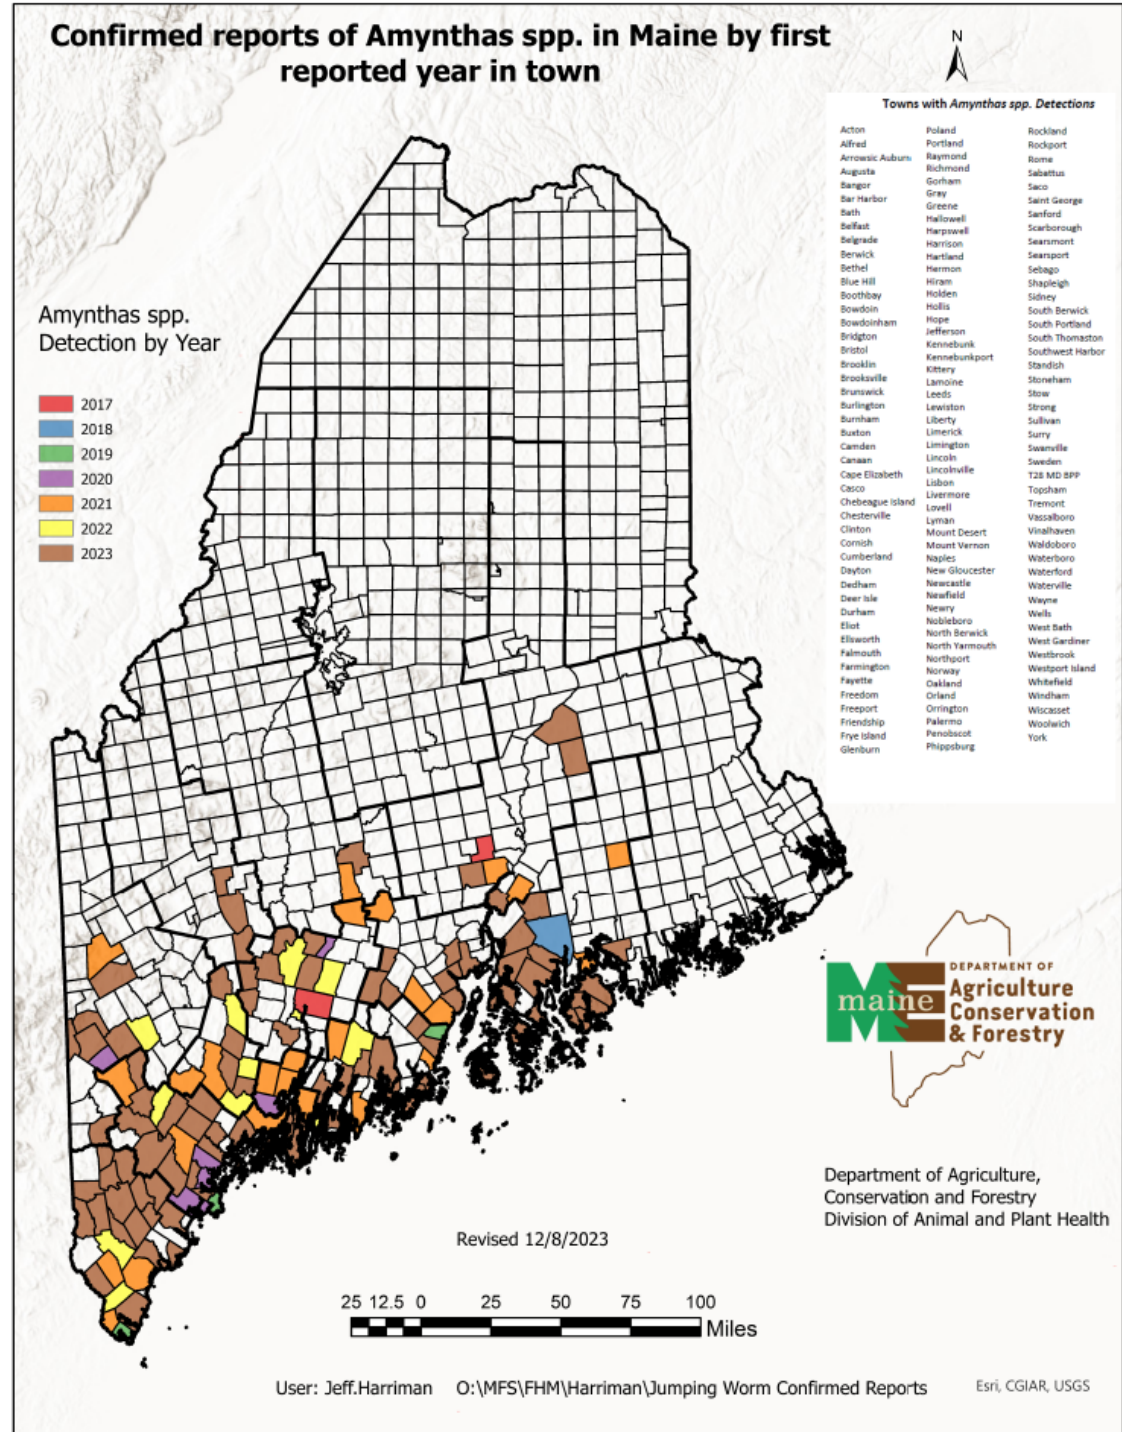 Confirmed reports of Amynthas spp. in Maine by first
reported year in town
N
Towns with Amynthas spp. Detections
Acton
Alfred
Arrowsic Auburn
Augusta
Bangor
Bar Harbor
Bath
Belfast
Belgrade
Berwick
Bethel
Blue Hill
Boothbay
Bowdoin
Bowdoinham
Bridgton
Bristol
Brooklin
Brooksville
Brunswick
Burlington
Burnham
Buxton
Camden
Canaan
Cape Elizabeth
Casco
Chebeague Island
Chesterville
Clinton
Cornish
Cumberland
Dayton
Dedham
Deer Isle
Durham
Eliot
Ellsworth
Falmouth
Farmington
Fayette
Freedom
Freeport
Friendship
Frye Island
Glenburn
Poland
Portland
Raymond
Richmond
Gorham
Gray
Greene
Hallowell
Harpswell
Harrison
Hartland
Hermon
Hiram
Holden
Hollis
Hope
Jefferson
Kennebunk
Kennebunkport
Kittery
Lamoine
Leeds
Lewiston
Liberty
Limerick
Limington
Lincoln
Lincolnville
Lisbon
Livermore
Lovell
Lyman
Mount Desert
Mount Vernon
Naples
New Gloucester
Newcastle
Newfield
Newry
Nobleboro
North Berwick
North Yarmouth
Northport
Norway
Oakland
Orland
Orrington
Palermo
Penobscot
Phippsburg
Rockland
Rockport
Rome
Sabattus
Saco
Saint George
Sanford
Scarborough
Searsmont
Searsport
Sebago
Shapleigh
Sidney
South Berwick
South Portland
South Thomaston
Southwest Harbor
Standish
Stoneham
Stow
Strong
Sullivan
Surry
Swanville
Sweden
T28 MD BPP
Topsham
Tremont
Vassalboro
Vinalhaven
Waldoboro
Waterboro
Waterford
Waterville
Wayne
Wells
West Bath
West Gardiner
Westbrook
Westport Island
Whitefield
Windham
Wiscasset
Woolwich
York
Amynthas spp.
Detection by Year
2017
2018
2019
2020
2021
2022
2023
maine
DEPARTMENT OF
Agriculture
Conservation
& Forestry
Department of Agriculture,
Conservation and Forestry
Division of Animal and Plant Health
Revised 12/8/2023
25 12.5 0 25 50 75 100
Miles
User: Jeff.Harriman O:\MFS\FHM\Harriman\Jumping Worm Confirmed Reports
Esri, CGIAR, USGS